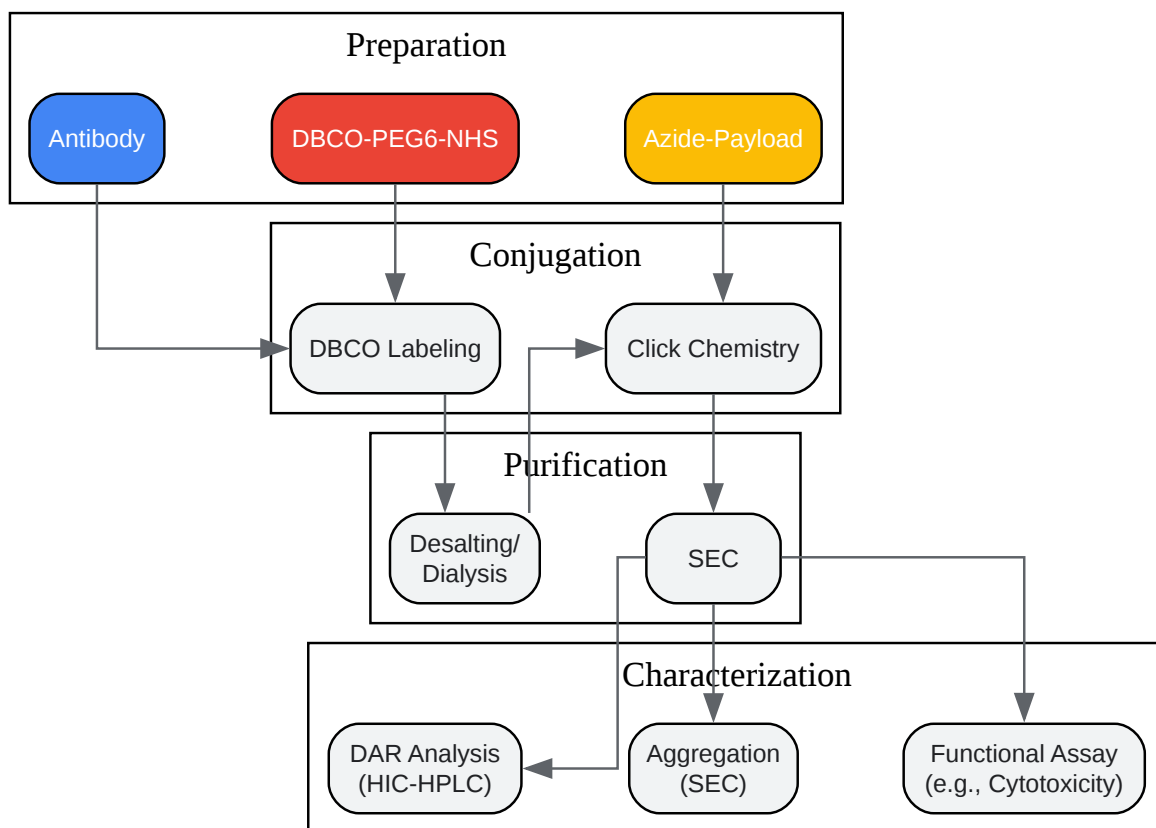 Preparation
Antibody
DBCO-PEG6-NHS
Azide-Payload
Conjugation
DBCO Labeling
Click Chemistry
Purification
Desalting/
Dialysis
SEC
Characterization
DAR Analysis
(HIC-HPLC)
Aggregation
(SEC)
Functional Assay
(e.g., Cytotoxicity)